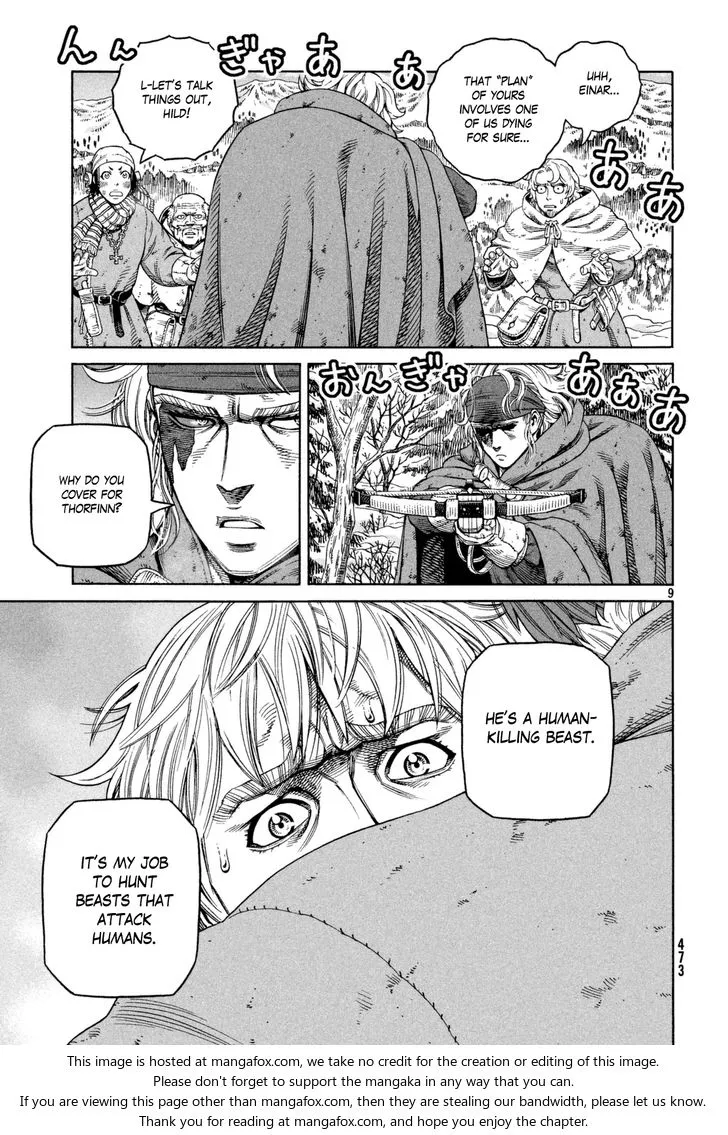 UHH,
EINAR...
THAT "PLAN"
OF YOURS
INVOLVES ONE
OF US DYING
FOR SURE...
L-LET'S TALK
THINGS OUT,
HILD!
あぁあ
あ
ぎゃあ
んん
おんぎゃ
あぁあ
WHY DO YOU
COVER FOR
THORFINN?
9
HE'S A HUMAN-
KILLING BEAST.
IT'S MY JOB
TO HUNT
BEASTS THAT
ATTACK
HUMANS.
473
This image is hosted at mangafox.com, we take no credit for the creation or editing of this image.
Please don't forget to support the mangaka in any way that you can.
If you are viewing this page other than mangafox.com, then they are stealing our bandwidth, please let us know.
Thank you for reading at mangafox.com, and hope you enjoy the chapter.